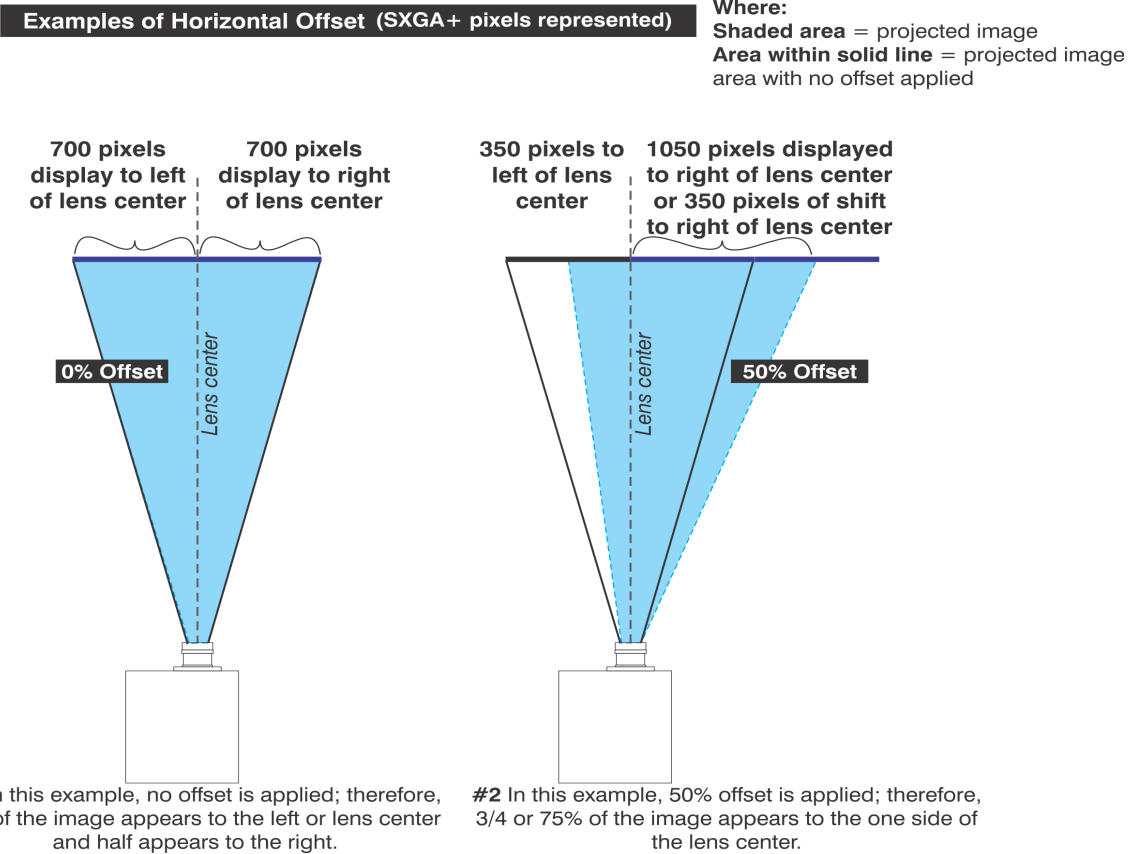 Examples of Horizontal Offset (SXGA+ pixels represented)
Where:
Shaded area = projected image
Area within solid line = projected image
area with no offset applied
700 pixels
display to left
of lens center
700 pixels
display to right
of lens center
350 pixels to
left of lens
center
1050 pixels displayed
to right of lens center
or 350 pixels of shift
to right of lens center
Lens center
0% Offset
Lens center
50% Offset
this example, no offset is applied; therefore,
of the image appears to the left or lens center
and half appears to the right.
#2 In this example, 50% offset is applied; therefore,
3/4 or 75% of the image appears to the one side of
the lens center.